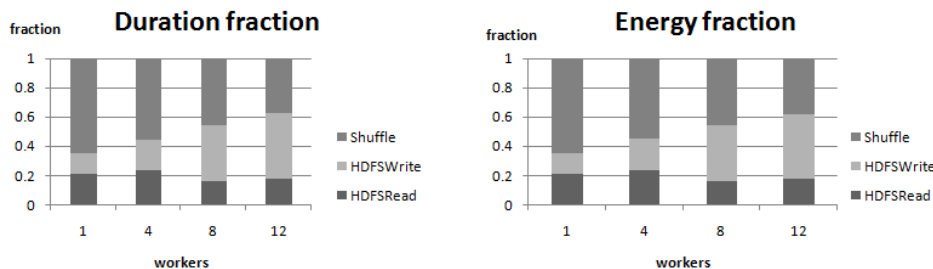 Duration fraction
fraction
1
0.8
0.6
0.4
0.2
0
1 4 8 12
workers
Shuffle
HDFSWrite
HDFSRead
Energy fraction
fraction
1
0.8
0.6
0.4
0.2
0
1 4 8 12
workers
Shuffle
HDFSWrite
HDFSRead